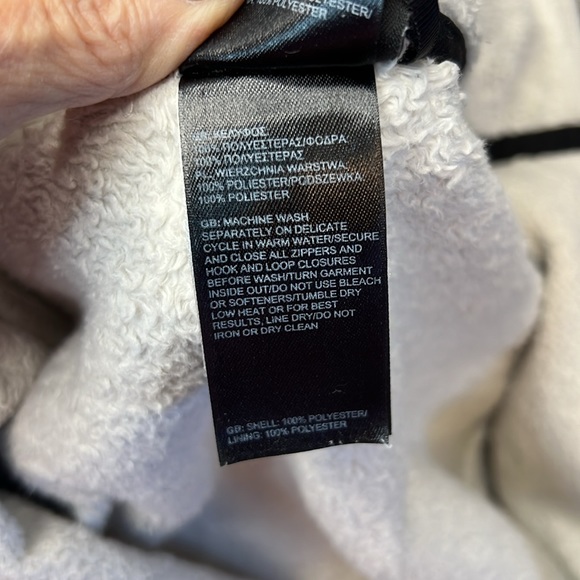 POLYESTER/
100% POLYESTER
ΚΕΛΥΦΟΣ:
ΠΟΛΥΕΣΤΕΡΑΣ/ΦΟΔΡΑ:
100% ΠΟΛΥΕΣΤΕΡΑΣ
PL: WIERZCHNIA WARSTWA:
100% POLIESTER/PODSZEWKA:
100% POLIESTER
GB: MACHINE WASH
SEPARATELY ON DELICATE
CYCLE IN WARM WATER/SECURE
AND CLOSE ALL ZIPPERS AND
HOOK AND LOOP CLOSURES
BEFORE WASH/TURN GARMENT
INSIDE OUT/DO NOT USE BLEACH
OR SOFTENERS/TUMBLE DRY
LOW HEAT OR FOR BEST
RESULTS, LINE DRY/DO NOT
IRON OR DRY CLEAN
GB: SHELL: 100% POLYESTER/
LINING: 100% POLYESTER